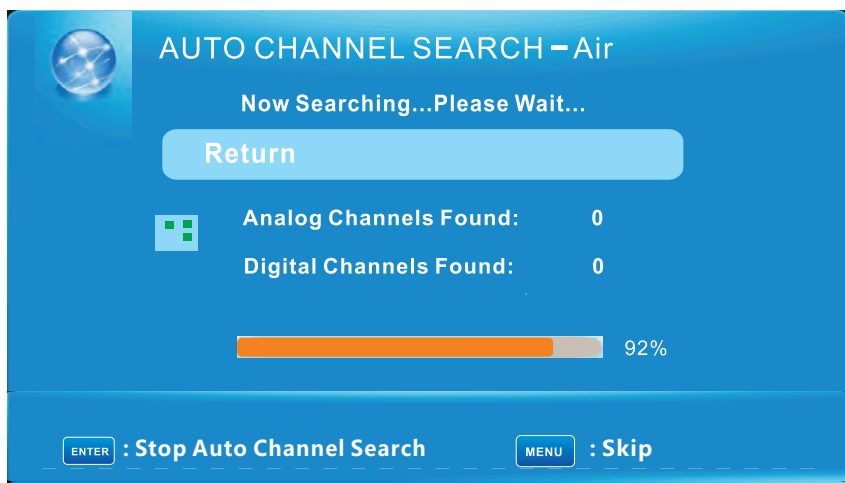 AUTO CHANNEL SEARCH – Air
Now Searching...Please Wait...
Return
Analog Channels Found: 0
Digital Channels Found: 0
92%
ENTER : Stop Auto Channel Search MENU : Skip